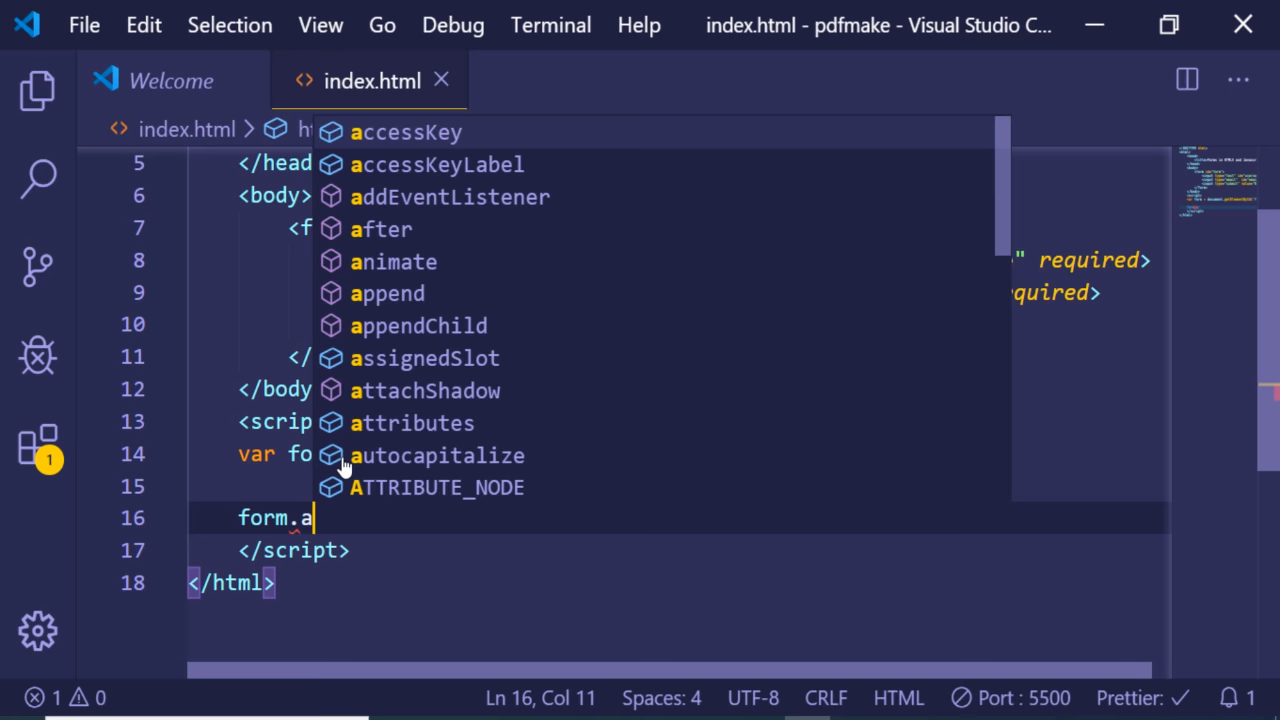 File Edit Selection View Go Debug Terminal Help index.html - pdfmake - Visual Studio C...
Welcome index.html
index.html
accessKey
5 </head accessKeyLabel
6 <body> addEventListener
7 <f after
8 animate " required>
9 append quired>
10 appendChild
11 </ assignedSlot
12 </body attachShadow
13 <scrip attributes
14 var fo autocapitalize
15 ATTRIBUTE_NODE
16 form.a
17 </script>
18 </html>
1
1 0 Ln 16, Col 11 Spaces: 4 UTF-8 CRLF HTML Port : 5500 Prettier: ✓ 1